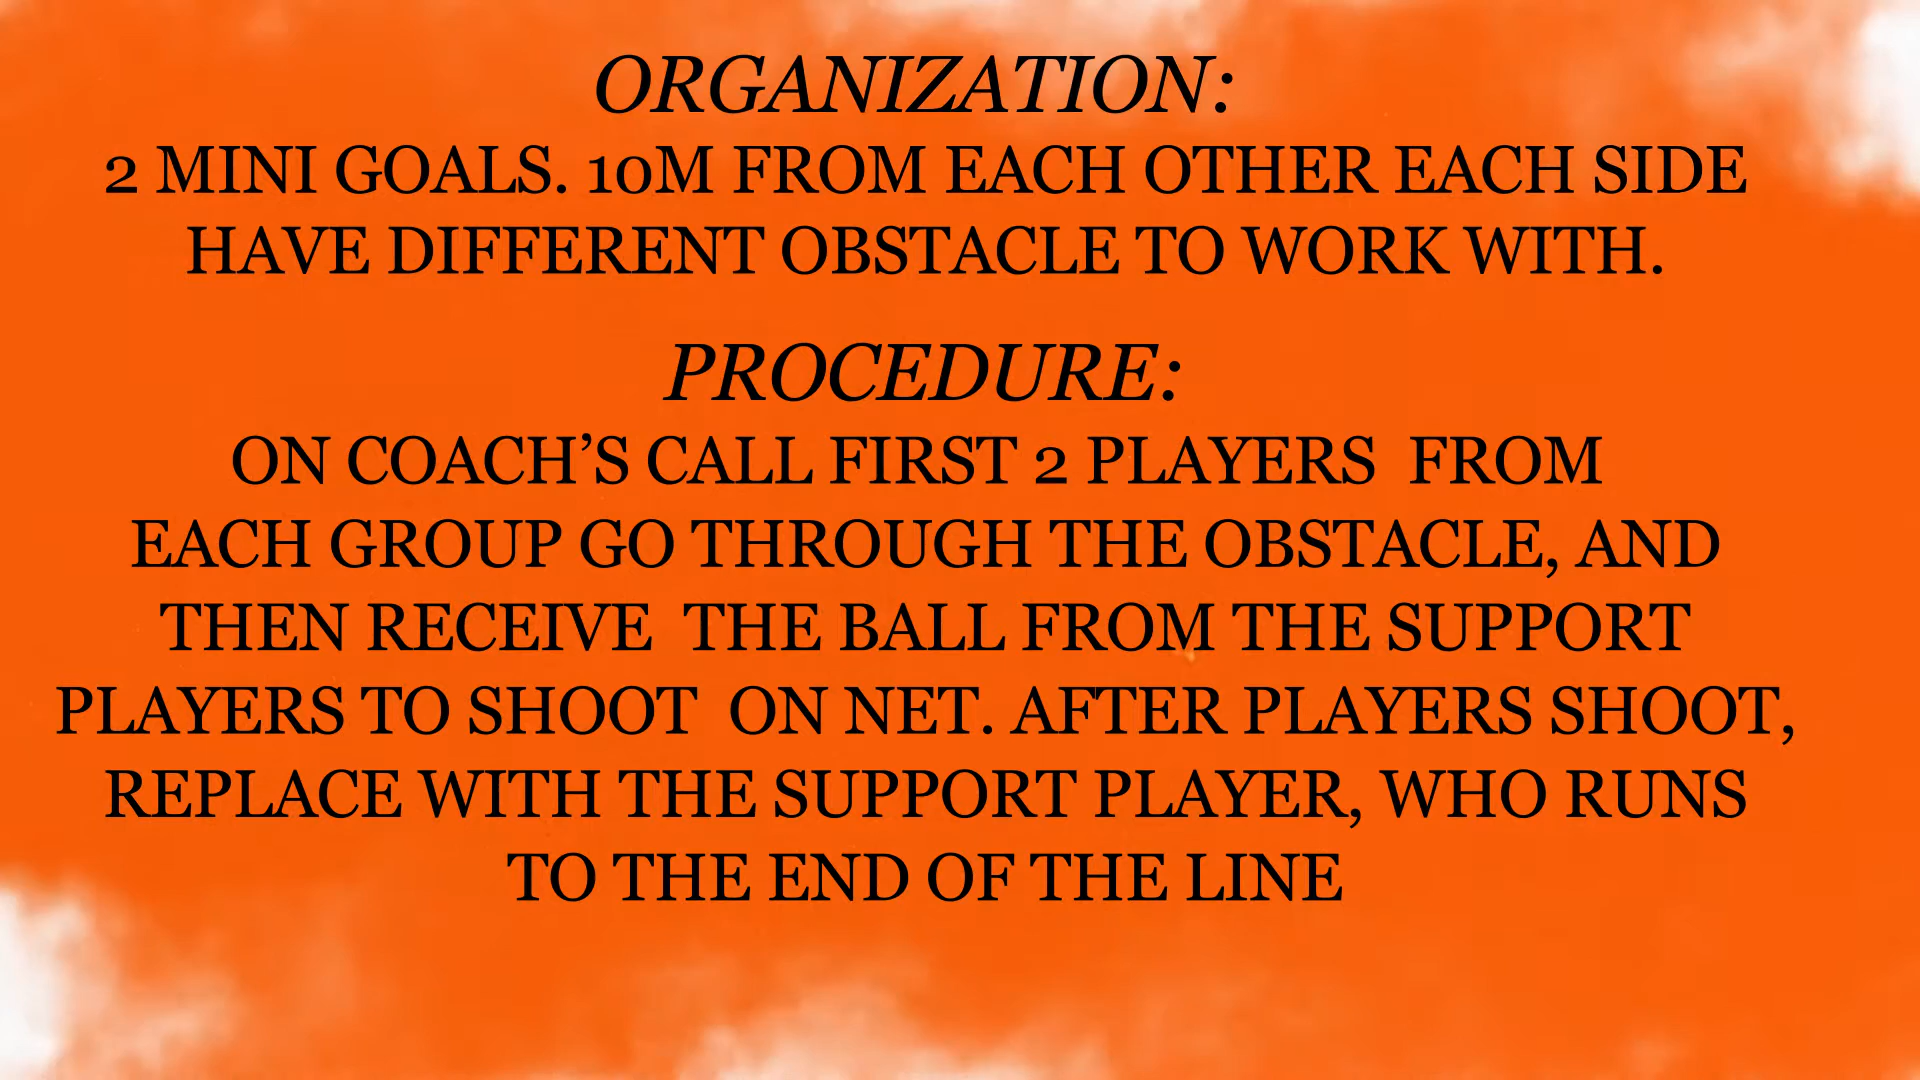 ORGANIZATION:
2 MINI GOALS. 10M FROM EACH OTHER EACH SIDE
HAVE DIFFERENT OBSTACLE TO WORK WITH.
PROCEDURE:
ON COACH’S CALL FIRST 2 PLAYERS  FROM
EACH GROUP GO THROUGH THE OBSTACLE, AND
THEN RECEIVE  THE BALL FROM THE SUPPORT
PLAYERS TO SHOOT  ON NET. AFTER PLAYERS SHOOT,
REPLACE WITH THE SUPPORT PLAYER, WHO RUNS
TO THE END OF THE LINE